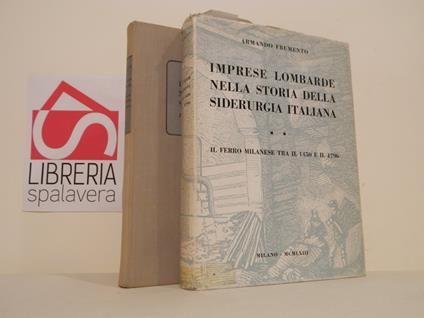 LIBRERIA
spalavera
ARMANDO FRUMENTO
IMPRESE LOMBARDE
NELLA STORIA DELLA
SIDERURGIA ITALIANA
IL FERRO MILANESE TRA IL 1450 E IL 1796
MILANO - MCMLXIII